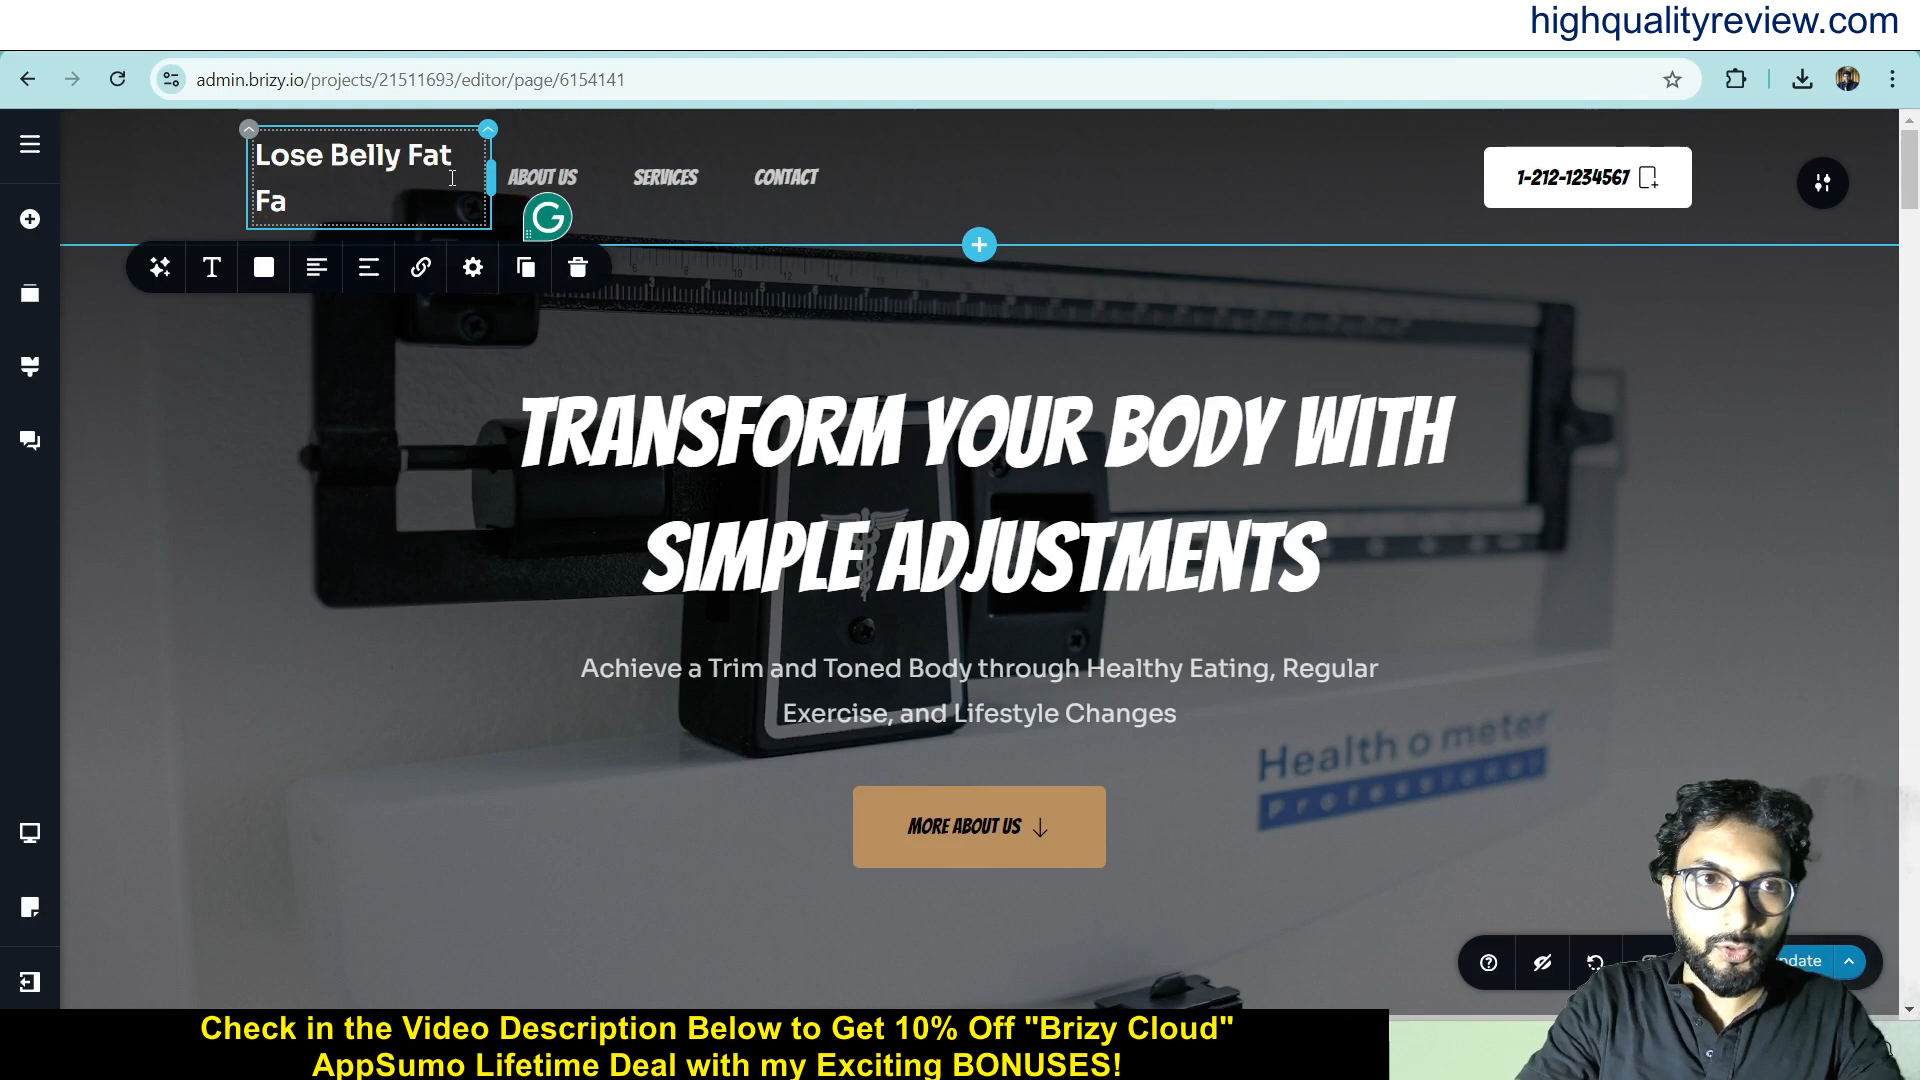 highqualityreview.com
admin.brizy.io/projects/21511693/editor/page/6154141
Lose Belly Fat
Fa
ABOUT US
SERVICES
CONTACT
1-212-1234567
TRANSFORM YOUR BODY WITH
SIMPLE ADJUSTMENTS
Achieve a Trim and Toned Body through Healthy Eating, Regular
Exercise, and Lifestyle Changes
Health o meter
Professional
MORE ABOUT US
Check in the Video Description Below to Get 10% Off "Brizy Cloud"
AppSumo Lifetime Deal with my Exciting BONUSES!